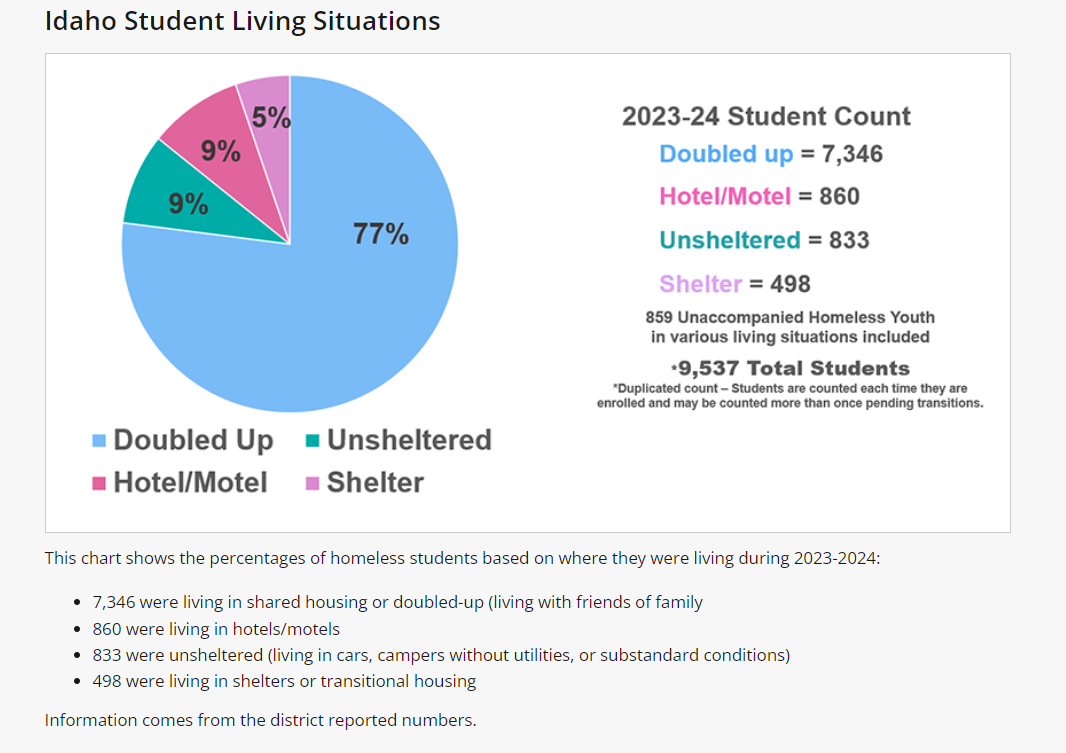 Idaho Student Living Situations
5%
9%
9%
77%
Doubled Up
Unsheltered
Hotel/Motel
Shelter
2023-24 Student Count
Doubled up = 7,346
Hotel/Motel = 860
Unsheltered = 833
Shelter = 498
859 Unaccompanied Homeless Youth
in various living situations included
*9,537 Total Students
*Duplicated count – Students are counted each time they are
enrolled and may be counted more than once pending transitions.
This chart shows the percentages of homeless students based on where they were living during 2023-2024:
• 7,346 were living in shared housing or doubled-up (living with friends of family
• 860 were living in hotels/motels
• 833 were unsheltered (living in cars, campers without utilities, or substandard conditions)
• 498 were living in shelters or transitional housing
Information comes from the district reported numbers.